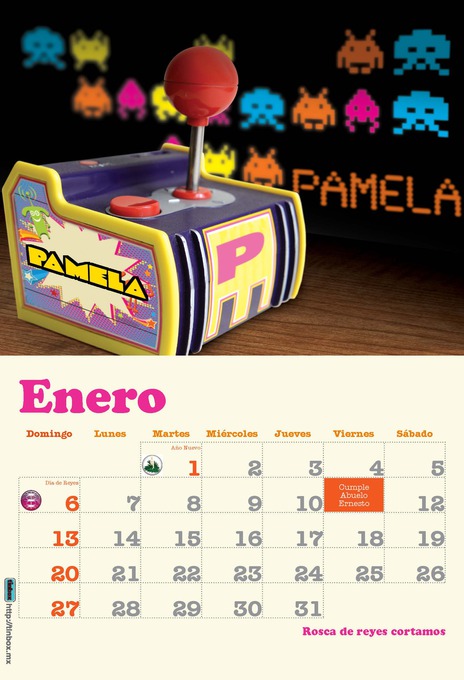 PAMELA
PAMELA
P
E
Enero
Domingo Lunes Martes Miércoles Jueves Viernes Sábado
Año Nuevo
1 2 3 4 5
Día de Reyes
6 7 8 9 10 Cumple Abuelo Ernesto 12
13 14 15 16 17 18 19
20 21 22 23 24 25 26
27 28 29 30 31
Rosca de reyes cortamos
tinbox http://tinbox.mx